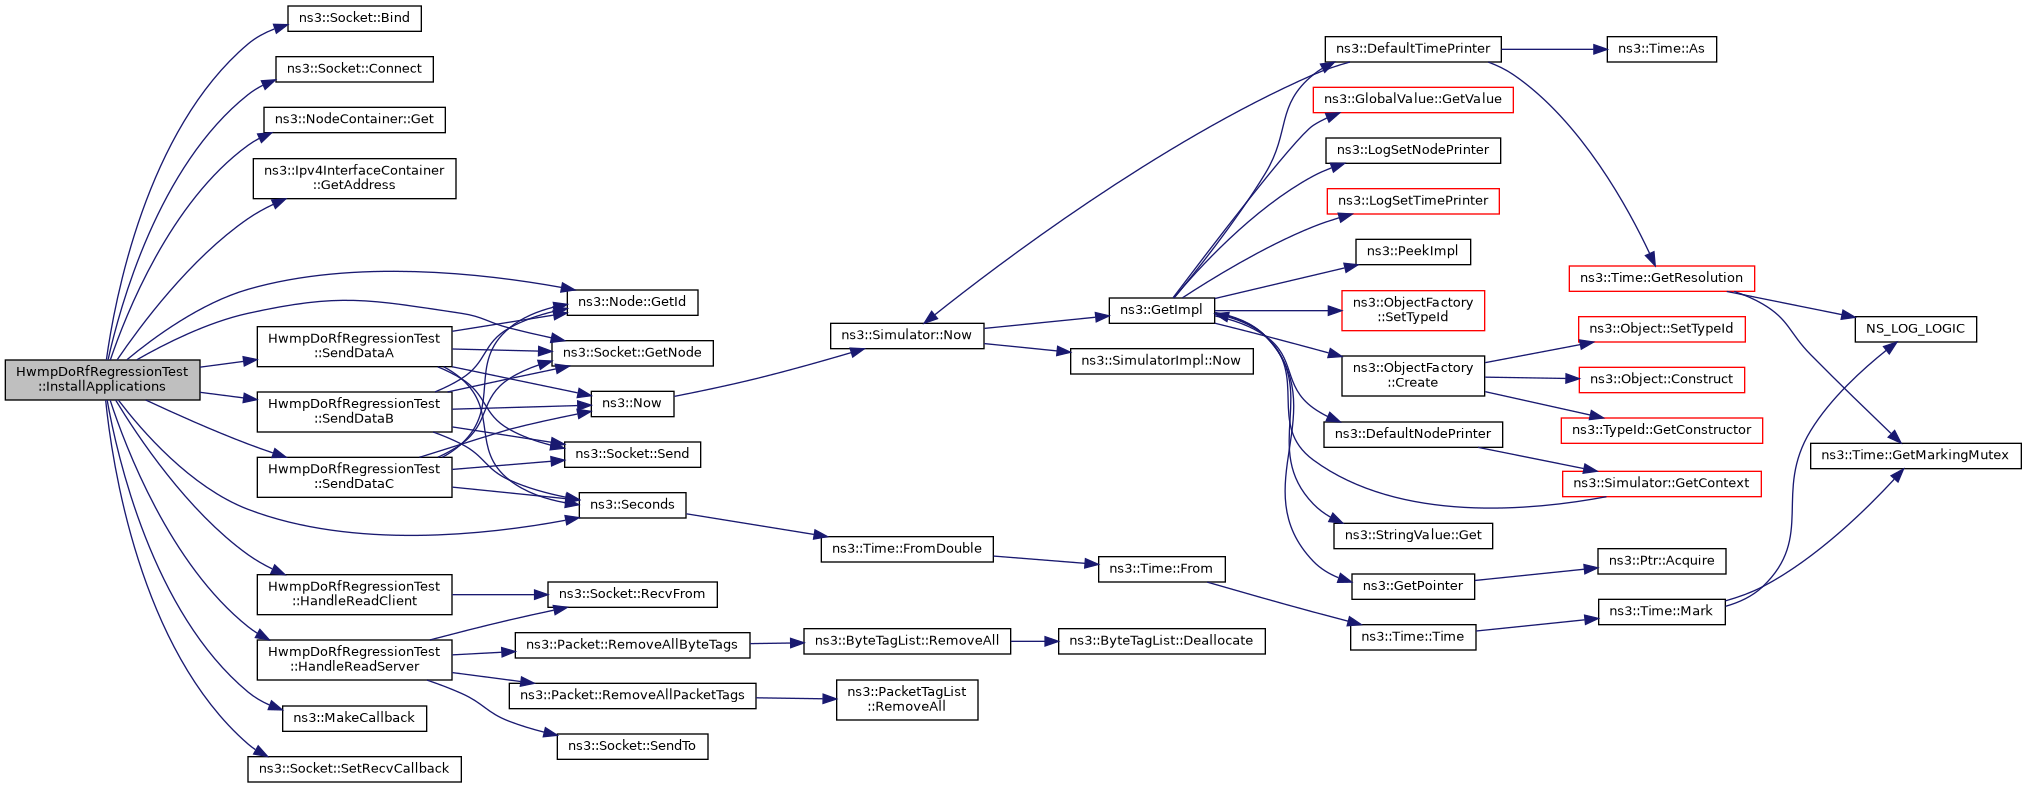 HwmpDoRfRegressionTest
::InstallApplications
ns3::Socket::Bind
ns3::Socket::Connect
ns3::NodeContainer::Get
ns3::Ipv4InterfaceContainer
::GetAddress
HwmpDoRfRegressionTest
::SendDataA
HwmpDoRfRegressionTest
::SendDataB
HwmpDoRfRegressionTest
::SendDataC
HwmpDoRfRegressionTest
::HandleReadClient
HwmpDoRfRegressionTest
::HandleReadServer
ns3::MakeCallback
ns3::Socket::SetRecvCallback
ns3::Node::GetId
ns3::Socket::GetNode
ns3::Now
ns3::Socket::Send
ns3::Seconds
ns3::Socket::RecvFrom
ns3::Packet::RemoveAllByteTags
ns3::Packet::RemoveAllPacketTags
ns3::Socket::SendTo
ns3::Simulator::Now
ns3::Time::FromDouble
ns3::ByteTagList::RemoveAll
ns3::PacketTagList
::RemoveAll
ns3::GetImpl
ns3::SimulatorImpl::Now
ns3::Time::From
ns3::ByteTagList::Deallocate
ns3::DefaultTimePrinter
ns3::GlobalValue::GetValue
ns3::LogSetNodePrinter
ns3::LogSetTimePrinter
ns3::PeekImpl
ns3::ObjectFactory
::SetTypeId
ns3::ObjectFactory
::Create
ns3::DefaultNodePrinter
ns3::StringValue::Get
ns3::GetPointer
ns3::Time::Time
ns3::Time::As
ns3::Time::GetResolution
ns3::Object::SetTypeId
ns3::Object::Construct
ns3::TypeId::GetConstructor
ns3::Simulator::GetContext
ns3::Ptr::Acquire
ns3::Time::Mark
NS_LOG_LOGIC
ns3::Time::GetMarkingMutex